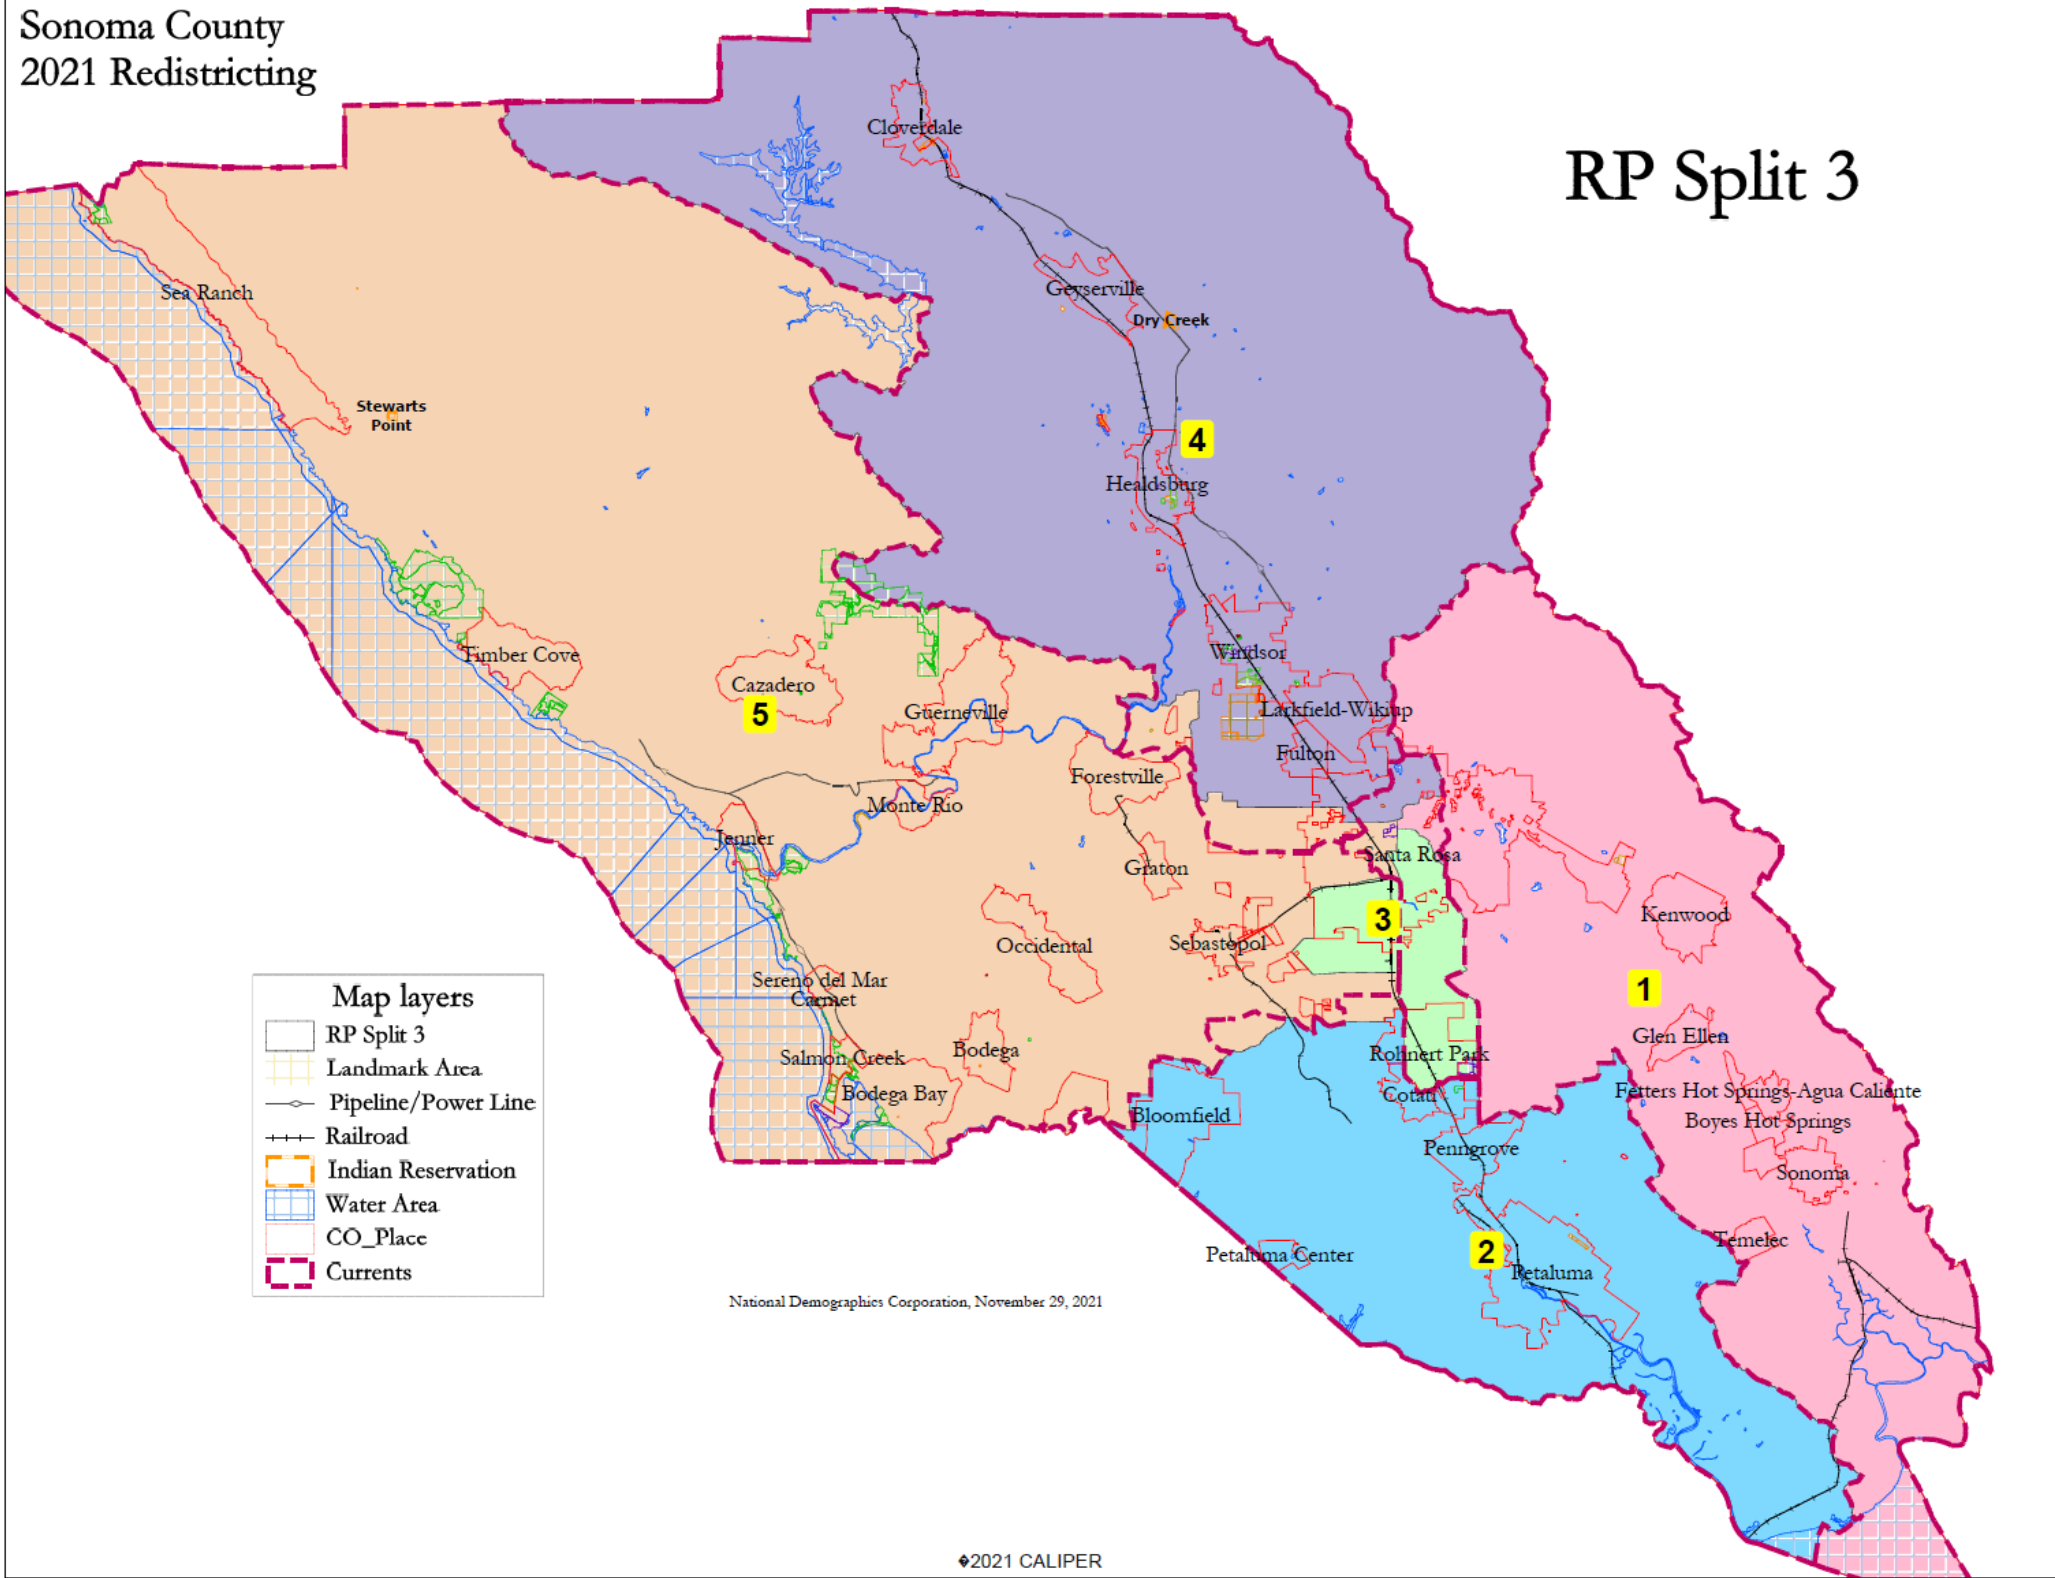 Sonoma County
2021 Redistricting
RP Split 3
Cloverdale
Sea Ranch
Geyserville
Dry Creek
Stewarts
Point
4
Healdsburg
Timber Cove
Windsor
Cazadero
5
Guerneville
Larkfield-Wikiup
Fulton
Forestville
Monte Rio
Jenner
Santa Rosa
Graton
3
Kenwood
Sebastopol
Occidental
Sereno del Mar
Carmet
1
Glen Ellen
Salmon Creek
Bodega
Rohnert Park
Bodega Bay
Cotati
Fetters Hot Springs-Agua Caliente
Bloomfield
Boyes Hot Springs
Penngrove
Sonoma
Temelec
2
Petaluma Center
Petaluma
Map layers
RP Split 3
Landmark Area
Pipeline/Power Line
Railroad
Indian Reservation
Water Area
CO_Place
Currents
National Demographics Corporation, November 29, 2021
�2021 CALIPER